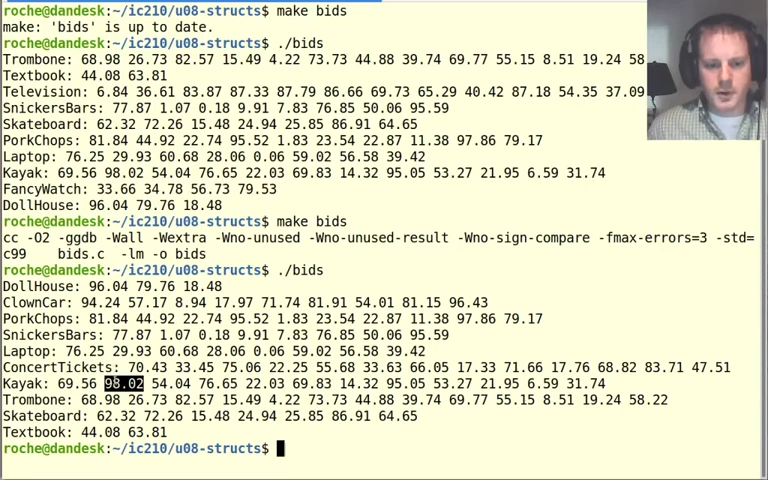 roche@dandesk:~/ic210/u08-structs$ make bids
make: 'bids' is up to date.
roche@dandesk:~/ic210/u08-structs$ ./bids
Trombone: 68.98 26.73 82.57 15.49 4.22 73.73 44.88 39.74 69.77 55.15 8.51 19.24 58
Textbook: 44.08 63.81
Television: 6.84 36.61 83.87 87.33 87.79 86.66 69.73 65.29 40.42 87.18 54.35 37.09
SnickersBars: 77.87 1.07 0.18 9.91 7.83 76.85 50.06 95.59
Skateboard: 62.32 72.26 15.48 24.94 25.85 86.91 64.65
PorkChops: 81.84 44.92 22.74 95.52 1.83 23.54 22.87 11.38 97.86 79.17
Laptop: 76.25 29.93 60.68 28.06 0.06 59.02 56.58 39.42
Kayak: 69.56 98.02 54.04 76.65 22.03 69.83 14.32 95.05 53.27 21.95 6.59 31.74
FancyWatch: 33.66 34.78 56.73 79.53
DollHouse: 96.04 79.76 18.48
roche@dandesk:~/ic210/u08-structs$ make bids
cc -O2 -ggdb -Wall -Wextra -Wno-unused -Wno-unused-result -Wno-sign-compare -fmax-errors=3 -std=
c99    bids.c  -lm -o bids
roche@dandesk:~/ic210/u08-structs$ ./bids
DollHouse: 96.04 79.76 18.48
ClownCar: 94.24 57.17 8.94 17.97 71.74 81.91 54.01 81.15 96.43
PorkChops: 81.84 44.92 22.74 95.52 1.83 23.54 22.87 11.38 97.86 79.17
SnickersBars: 77.87 1.07 0.18 9.91 7.83 76.85 50.06 95.59
Laptop: 76.25 29.93 60.68 28.06 0.06 59.02 56.58 39.42
ConcertTickets: 70.43 33.45 75.06 22.25 55.68 33.63 66.05 17.33 71.66 17.76 68.82 83.71 47.51
Kayak: 69.56 98.02 54.04 76.65 22.03 69.83 14.32 95.05 53.27 21.95 6.59 31.74
Trombone: 68.98 26.73 82.57 15.49 4.22 73.73 44.88 39.74 69.77 55.15 8.51 19.24 58.22
Skateboard: 62.32 72.26 15.48 24.94 25.85 86.91 64.65
Textbook: 44.08 63.81
roche@dandesk:~/ic210/u08-structs$